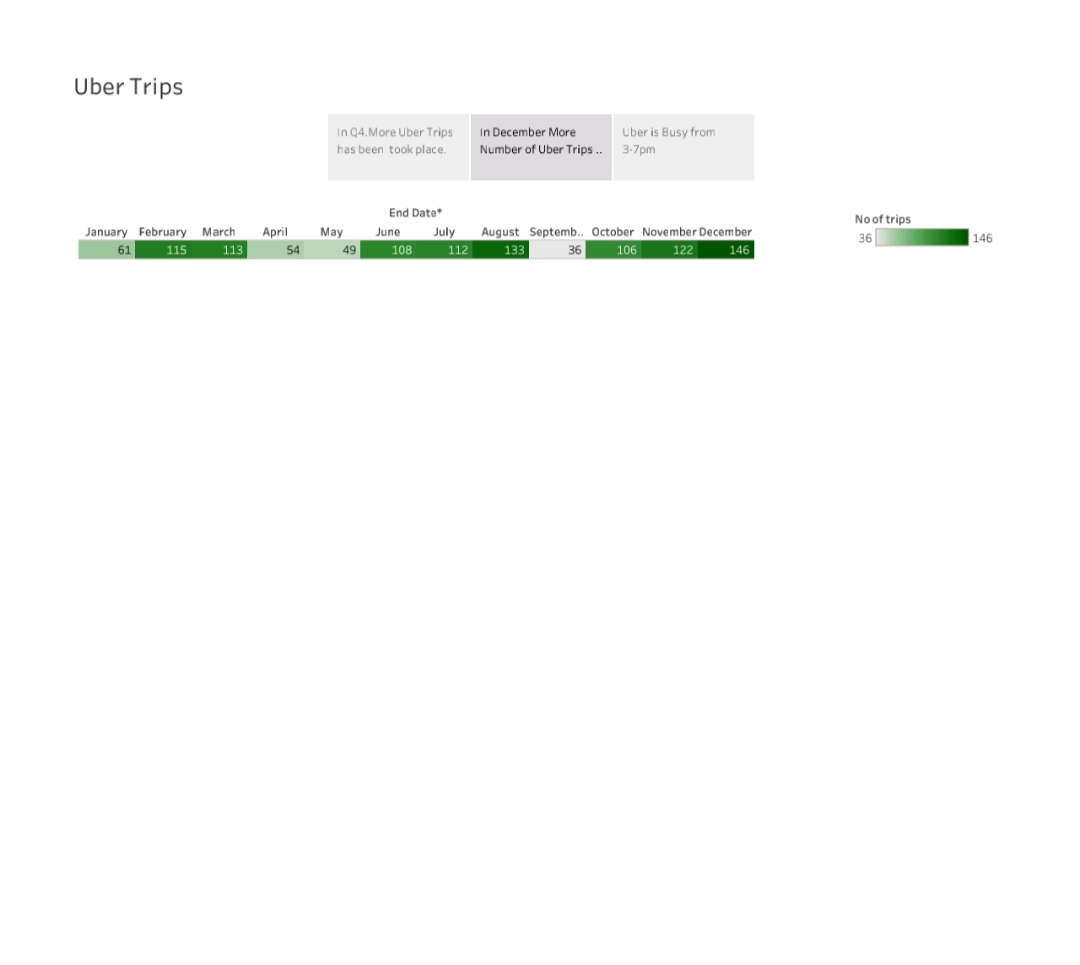 Uber Trips
In Q4.More Uber Trips
has been took place.
In December More
Number of Uber Trips ..
Uber is Busy from
3-7pm
End Date*
January February March April May June July August Septemb.. October November December
61 115 113 54 49 108 112 133 36 106 122 146
No of trips
36 146